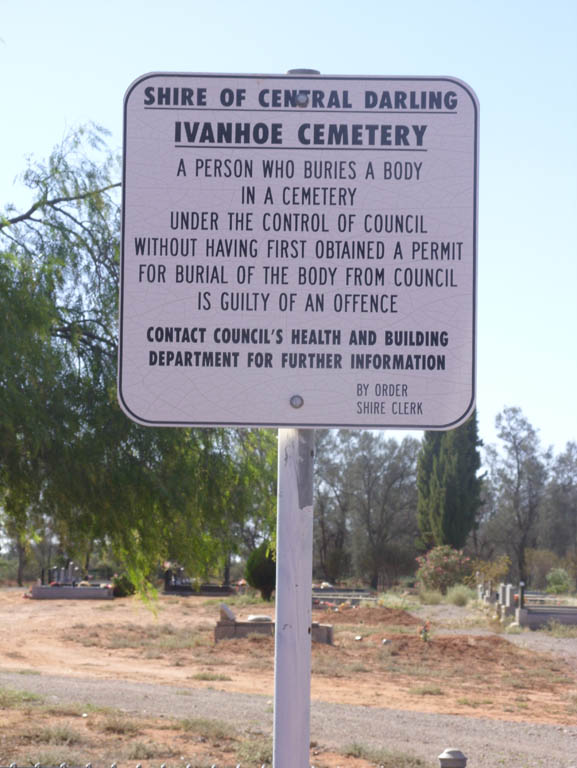 SHIRE OF CENTRAL DARLING
IVANHOE CEMETERY
A PERSON WHO BURIES A BODY
IN A CEMETERY
UNDER THE CONTROL OF COUNCIL
WITHOUT HAVING FIRST OBTAINED A PERMIT
FOR BURIAL OF THE BODY FROM COUNCIL
IS GUILTY OF AN OFFENCE
CONTACT COUNCIL'S HEALTH AND BUILDING
DEPARTMENT FOR FURTHER INFORMATION
BY ORDER
SHIRE CLERK